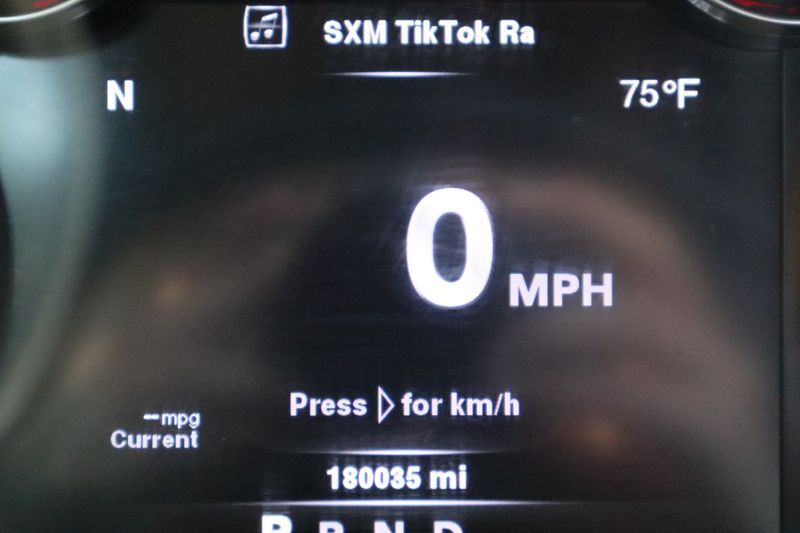 SXM TikTok Ra
N
75°F
0 MPH
Press ▷ for km/h
--mpg
Current
180035 mi
P R N D